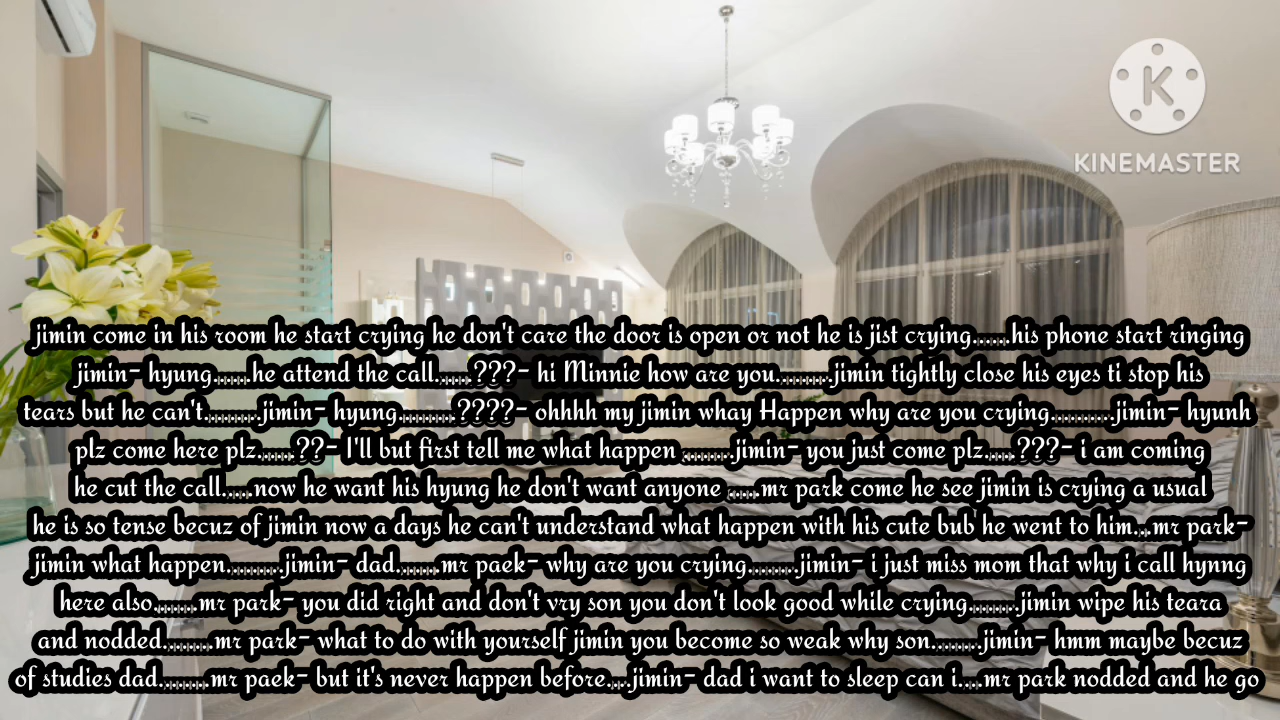 KINEMASTER
jimin come in his room he start crying he don't care the door is open or not he is jist crying......his phone start ringing
jimin- hyung......he attend the call......???- hi Minnie how are you.........jimin tightly close his eyes ti stop his
tears but he can't.........jimin- hyung.........????- ohhhh my jimin whay Happen why are you crying..........jimin- hyunh
plz come here plz......??- I'll but first tell me what happen ........jimin- you just come plz.....???- i am coming
he cut the call.....now he want his hyung he don't want anyone .....mr park come he see jimin is crying a usual
he is so tense becuz of jimin now a days he can't understand what happen with his cute bub he went to him...mr park-
jimin what happen.........jimin- dad.......mr paek- why are you crying........jimin- i just miss mom that why i call hynng
here also.......mr park- you did right and don't vry son you don't look good while crying........jimin wipe his teara
and nodded........mr park- what to do with yourself jimin you become so weak why son........jimin- hmm maybe becuz
of studies dad........mr paek- but it's never happen before....jimin- dad i want to sleep can i....mr park nodded and he go